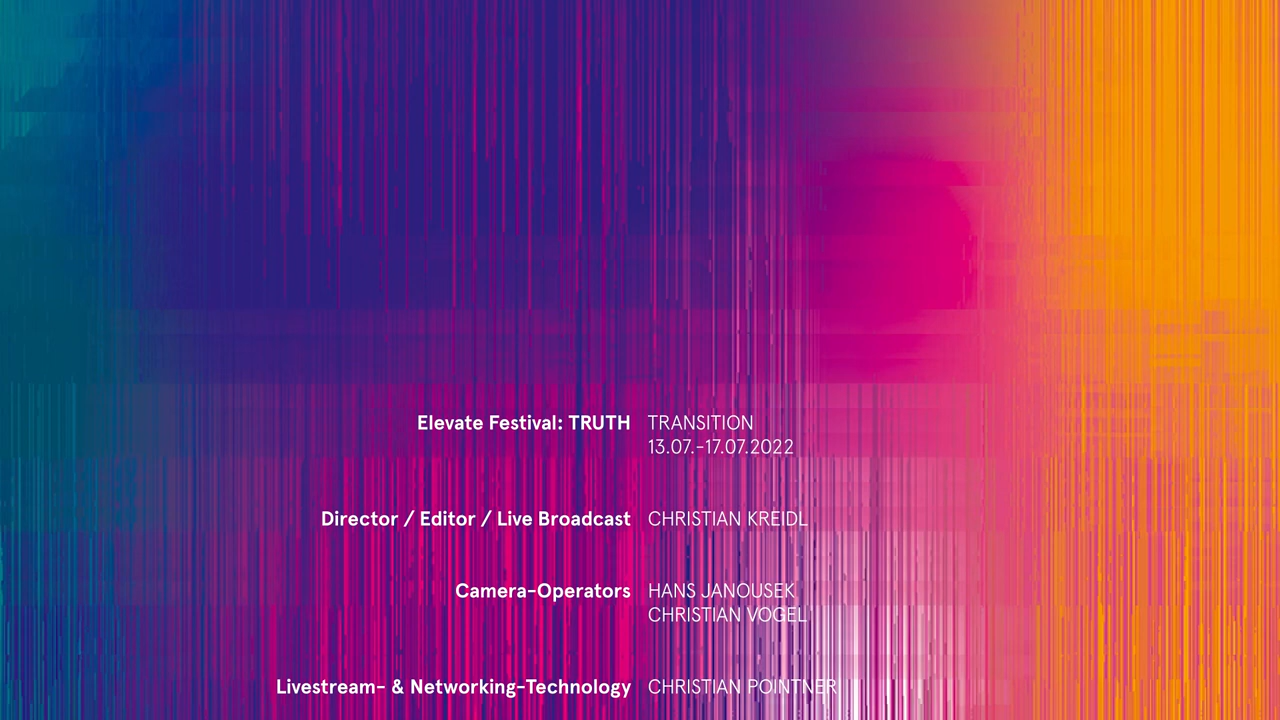 Elevate Festival: TRUTH TRANSITION
13.07.-17.07.2022
Director / Editor / Live Broadcast CHRISTIAN KREIDL
Camera-Operators HANS JANOUSEK
CHRISTIAN VOGEL
Livestream- & Networking-Technology CHRISTIAN POINTNER